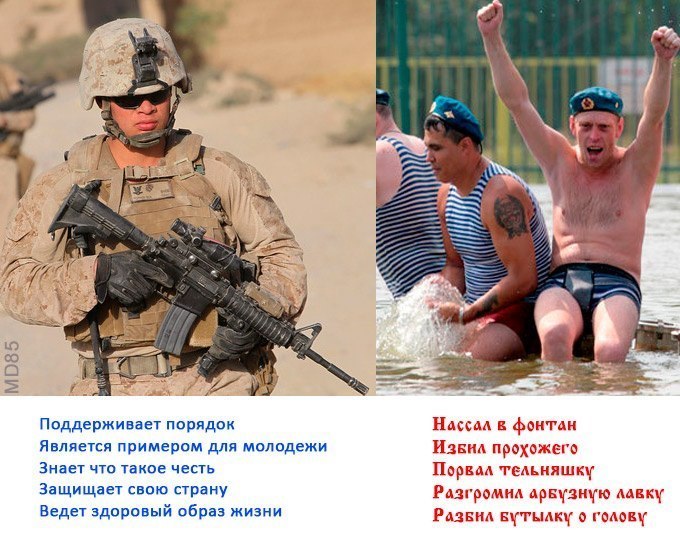 MD85
Поддерживает порядок
Является примером для молодежи
Знает что такое честь
Защищает свою страну
Ведет здоровый образ жизни
Нассал в фонтан
Избил прохожего
Порвал тельняшку
Разгромил арбузную лавку
Разбил бутылку о голову